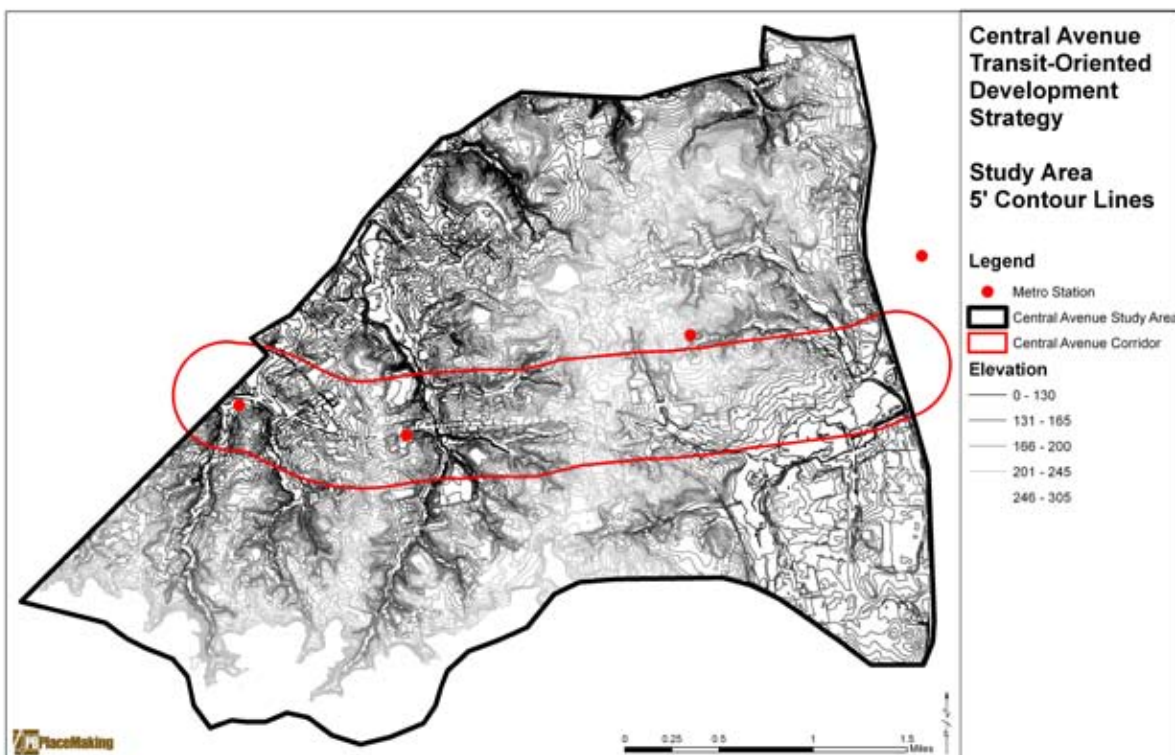 Central Avenue
Transit-Oriented
Development
Strategy
Study Area
5' Contour Lines
Legend
Metro Station
Central Avenue Study Area
Central Avenue Corridor
Elevation
0 - 130
131 - 165
166 - 200
201 - 245
246 - 305
PB PlaceMaking
0 0.25 0.5 1 1.5
Miles